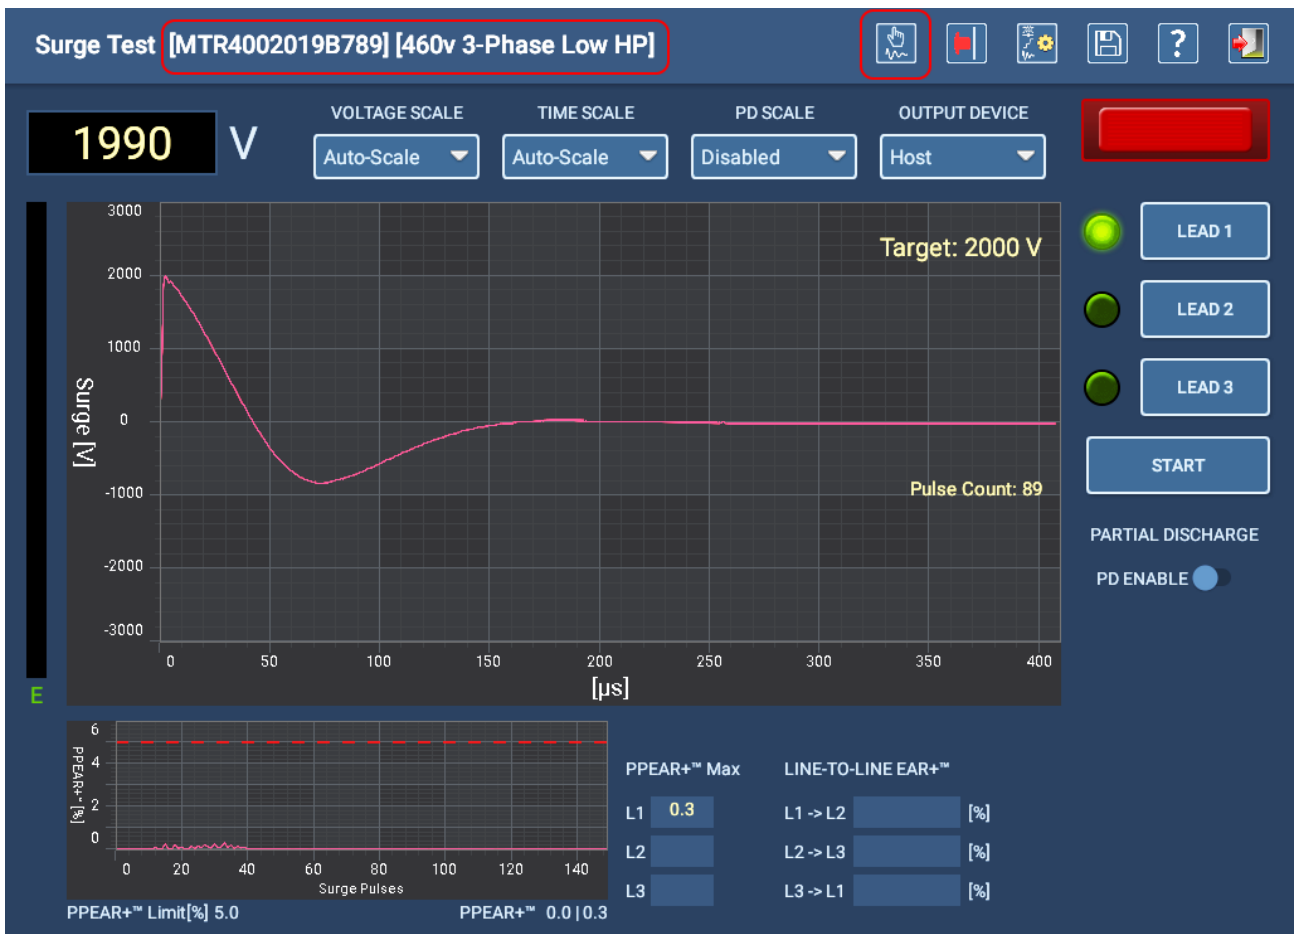 Surge Test [MTR4002019B789] [460v 3-Phase Low HP]
?
1990 V
VOLTAGE SCALE
Auto-Scale
TIME SCALE
Auto-Scale
PD SCALE
Disabled
OUTPUT DEVICE
Host
3000
2000
1000
0
-1000
-2000
-3000
Surge [V]
Target: 2000 V
Pulse Count: 89
0 50 100 150 200 250 300 350 400
[µs]
E
LEAD 1
LEAD 2
LEAD 3
START
PARTIAL DISCHARGE
PD ENABLE
6
4
2
0
PPEAR+™ [%]
0 20 40 60 80 100 120 140
Surge Pulses
PPEAR+™ Limit[%] 5.0
PPEAR+™ 0.0|0.3
PPEAR+™ Max
L1 0.3
L2
L3
LINE-TO-LINE EAR+™
L1 -> L2 [%]
L2 -> L3 [%]
L3 -> L1 [%]